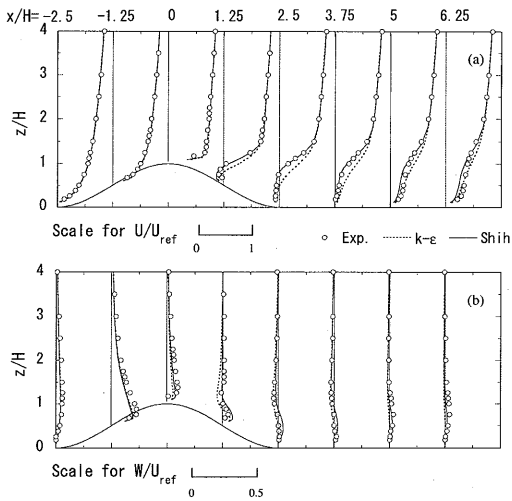 x/H= -2.5 -1.25 0 1.25 2.5 3.75 5 6.25
4
(a)
3
z/H
2
1
0
Scale for U/Uref
0 1
Exp. k-ε Shih
4
(b)
3
z/H
2
1
0
Scale for W/Uref
0 0.5